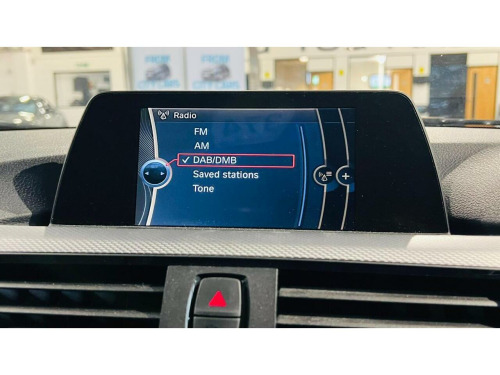 Radio
FM
AM
✓ DAB/DMB
Saved stations
Tone